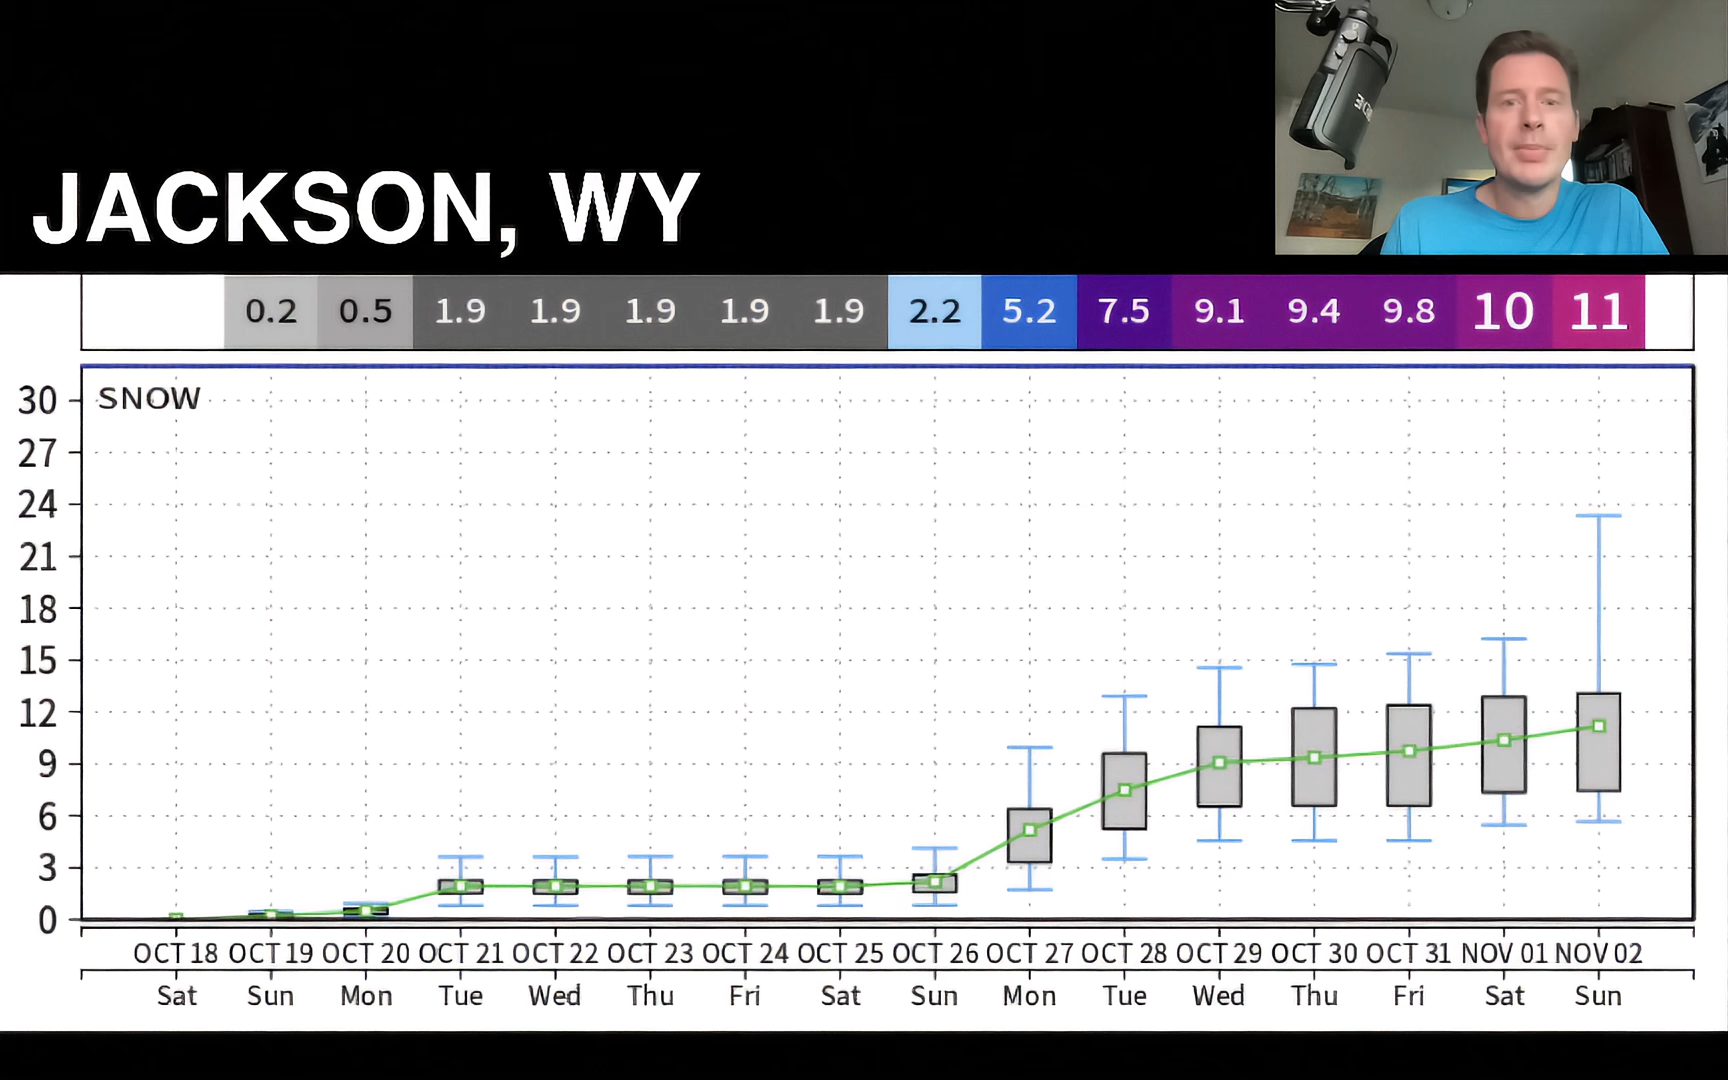 JACKSON, WY
0.2 0.5 1.9 1.9 1.9 1.9 1.9 2.2 5.2 7.5 9.1 9.4 9.8 10 11
SNOW
30
27
24
21
18
15
12
9
6
3
0
OCT 18 OCT 19 OCT 20 OCT 21 OCT 22 OCT 23 OCT 24 OCT 25 OCT 26 OCT 27 OCT 28 OCT 29 OCT 30 OCT 31 NOV 01 NOV 02
Sat Sun Mon Tue Wed Thu Fri Sat Sun Mon Tue Wed Thu Fri Sat Sun